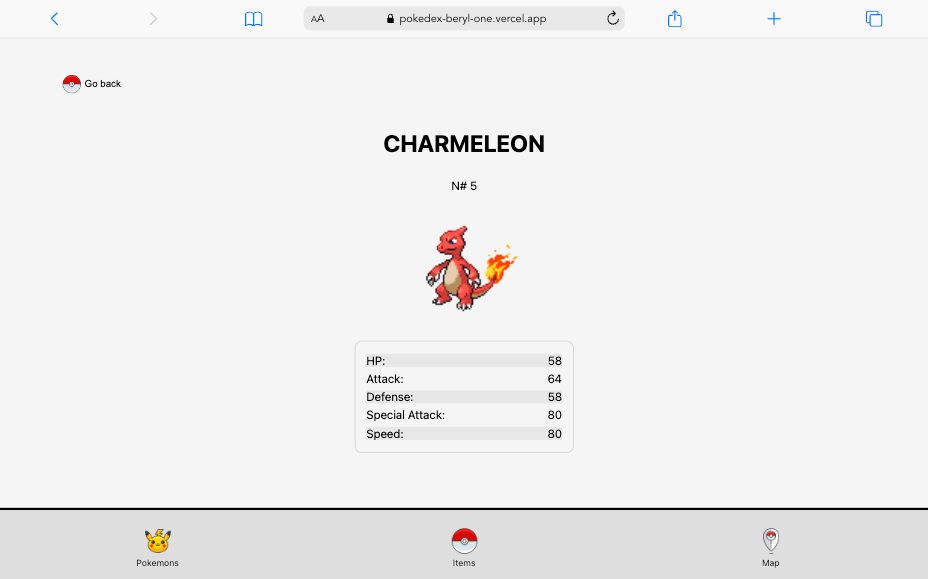 AA pokedex-beryl-one.vercel.app
Go back
CHARMELEON
N# 5
HP: 58
Attack: 64
Defense: 58
Special Attack: 80
Speed: 80
Pokemons Items Map